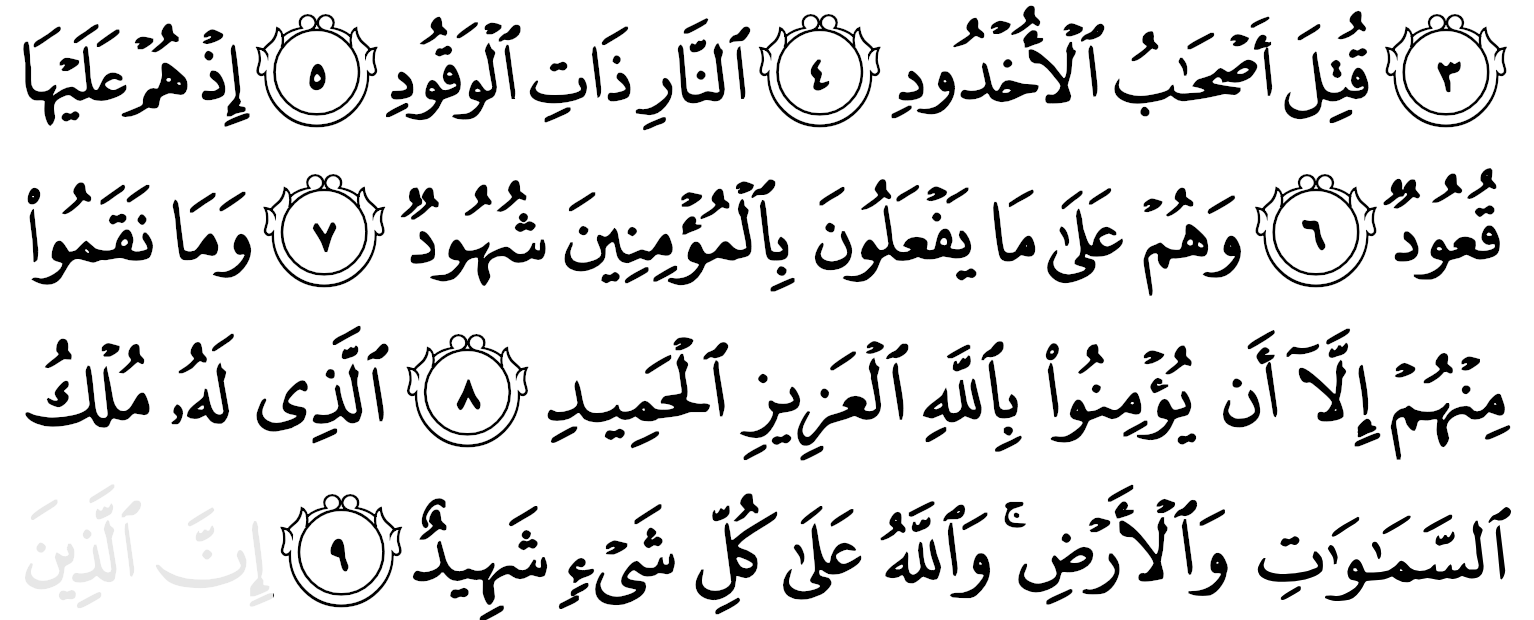 ٣ قُتِلَ أَصْحَٰبُ ٱلْأُخْدُودِ ٤ ٱلنَّارِ ذَاتِ ٱلْوَقُودِ ٥ إِذْ هُمْ عَلَيْهَا
قُعُودٌ ٦ وَهُمْ عَلَىٰ مَا يَفْعَلُونَ بِٱلْمُؤْمِنِينَ شُهُودٌ ٧ وَمَا نَقَمُوا۟
مِنْهُمْ إِلَّآ أَن يُؤْمِنُوا۟ بِٱللَّهِ ٱلْعَزِيزِ ٱلْحَمِيدِ ٨ ٱلَّذِى لَهُۥ مُلْكُ
ٱلسَّمَٰوَٰتِ وَٱلْأَرْضِ ۚ وَٱللَّهُ عَلَىٰ كُلِّ شَىْءٍ شَهِيدٌ ٩ إِنَّ ٱلَّذِينَ